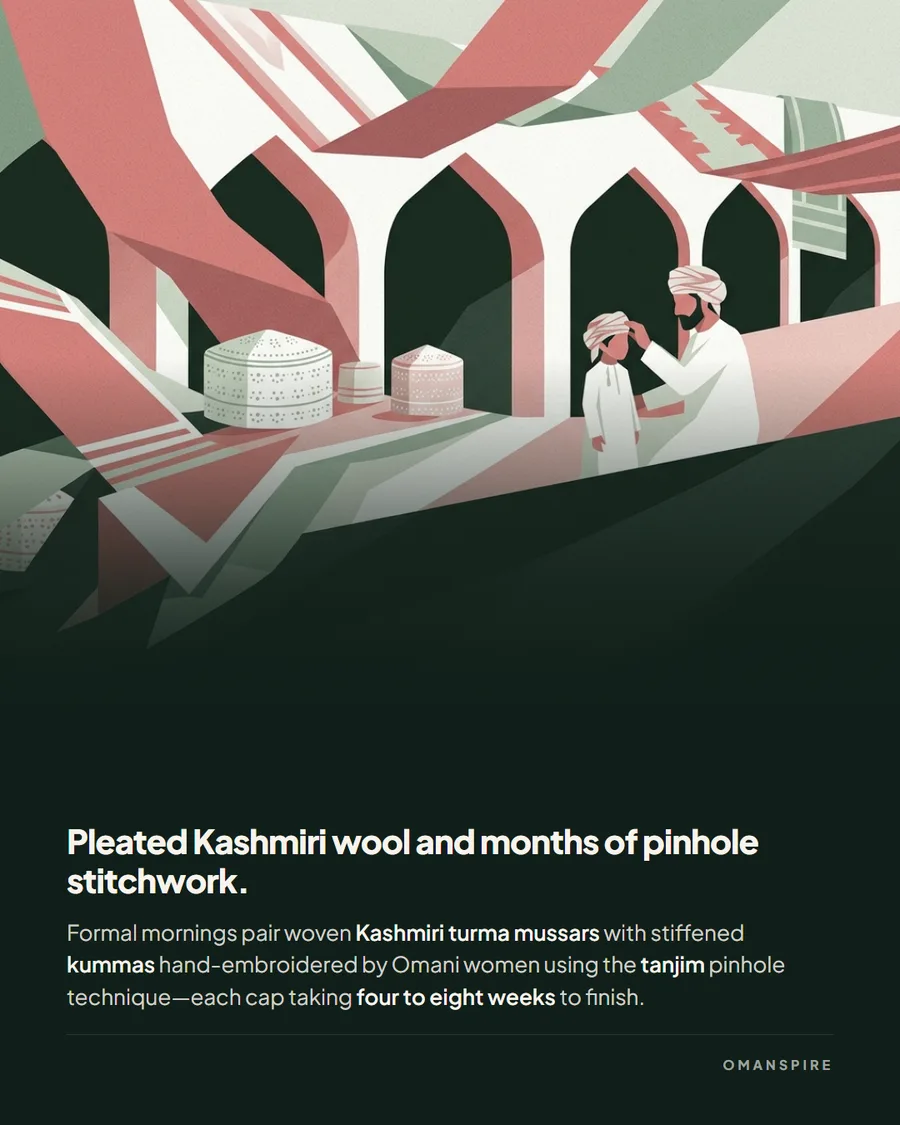 Pleated Kashmiri wool and months of pinhole
stitchwork.
Formal mornings pair woven Kashmiri turma mussars with stiffened
kummas hand-embroidered by Omani women using the tanjim pinhole
technique—each cap taking four to eight weeks to finish.
OMANSPIRE